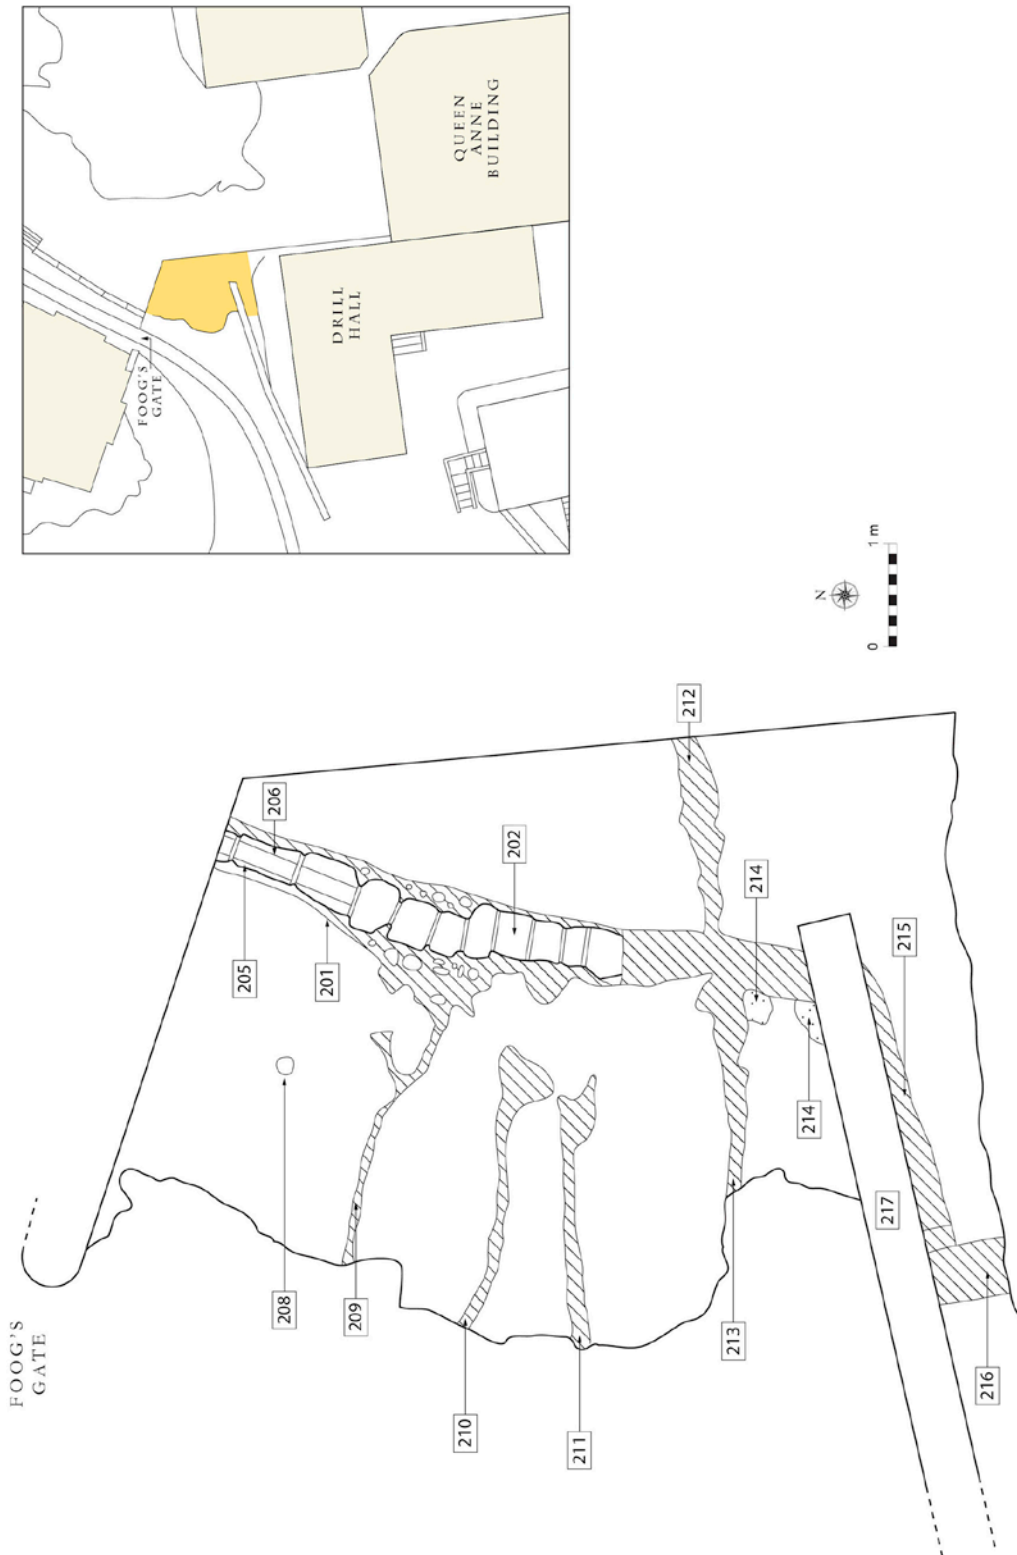 QUEEN
ANNE
BUILDING
DRILL
HALL
FOOG'S
GATE
N
0
1 m
FOOG'S
GATE
206
205
201
202
212
214
214
215
208
209
210
211
213
217
216